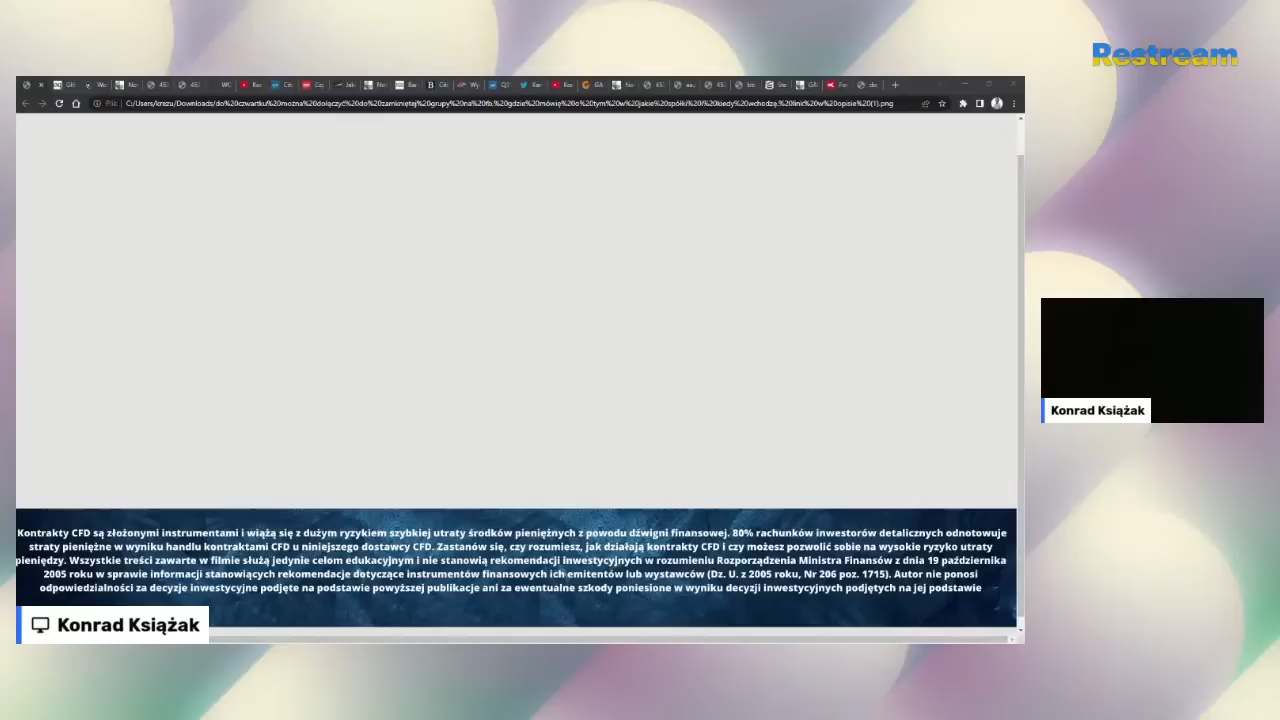 Restream
C:/Users/krezu/Downloads/do%20czwartku%20można%20dołączyć%20do%20zamkniętej%20grupy%20na%20fb,%20gdzie%20mówię%20o%20tym%20w%20jakie%20spółki%20i%20kiedy%20wchodzę.%20link%20w%20opisie%20(1).png
Konrad Książak
Kontrakty CFD są złożonymi instrumentami i wiążą się z dużym ryzykiem szybkiej utraty środków pieniężnych z powodu dźwigni finansowej. 80% rachunków inwestorów detalicznych odnotowuje
straty pieniężne w wyniku handlu kontraktami CFD u niniejszego dostawcy CFD. Zastanów się, czy rozumiesz, jak działają kontrakty CFD i czy możesz pozwolić sobie na wysokie ryzyko utraty
pieniędzy. Wszystkie treści zawarte w filmie służą jedynie celom edukacyjnym i nie stanowią rekomendacji inwestycyjnych w rozumieniu Rozporządzenia Ministra Finansów z dnia 19 października
2005 roku w sprawie informacji stanowiących rekomendacje dotyczące instrumentów finansowych ich emitentów lub wystawców (Dz. U. z 2005 roku, Nr 206 poz. 1715). Autor nie ponosi
odpowiedzialności za decyzje inwestycyjne podjęte na podstawie powyższej publikacje ani za ewentualne szkody poniesione w wyniku decyzji inwestycyjnych podjętych na jej podstawie
Konrad Książak